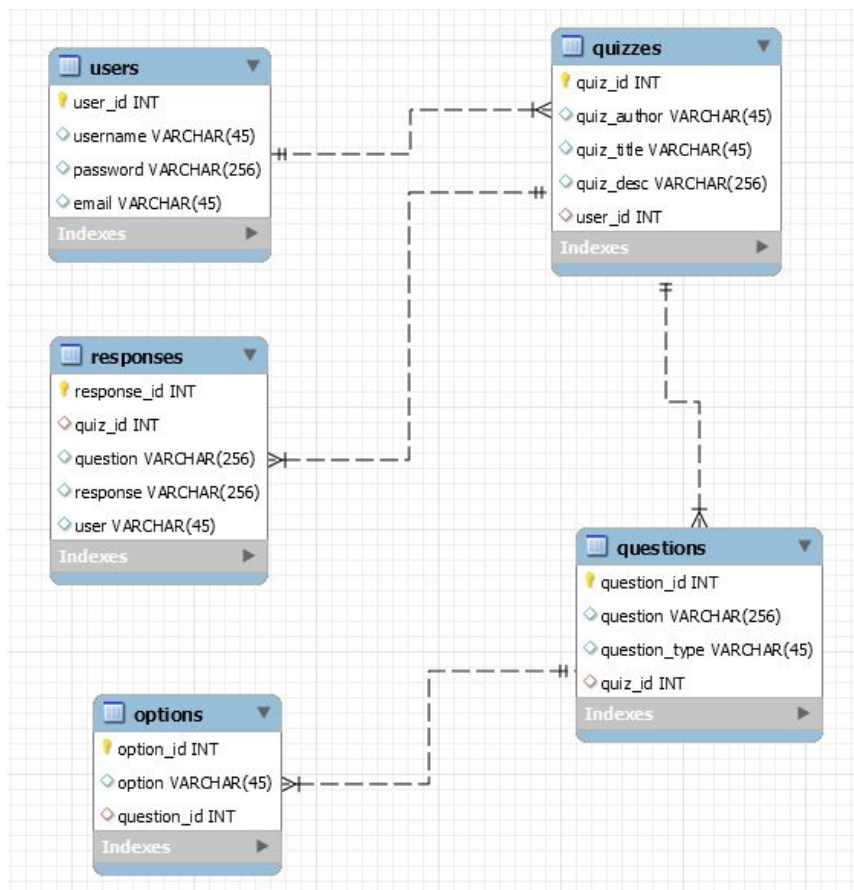 users
user_id INT
username VARCHAR(45)
password VARCHAR(256)
email VARCHAR(45)
Indexes
quizzes
quiz_id INT
quiz_author VARCHAR(45)
quiz_title VARCHAR(45)
quiz_desc VARCHAR(256)
user_id INT
Indexes
responses
response_id INT
quiz_id INT
question VARCHAR(256)
response VARCHAR(256)
user VARCHAR(45)
Indexes
questions
question_id INT
question VARCHAR(256)
question_type VARCHAR(45)
quiz_id INT
Indexes
options
option_id INT
option VARCHAR(45)
question_id INT
Indexes